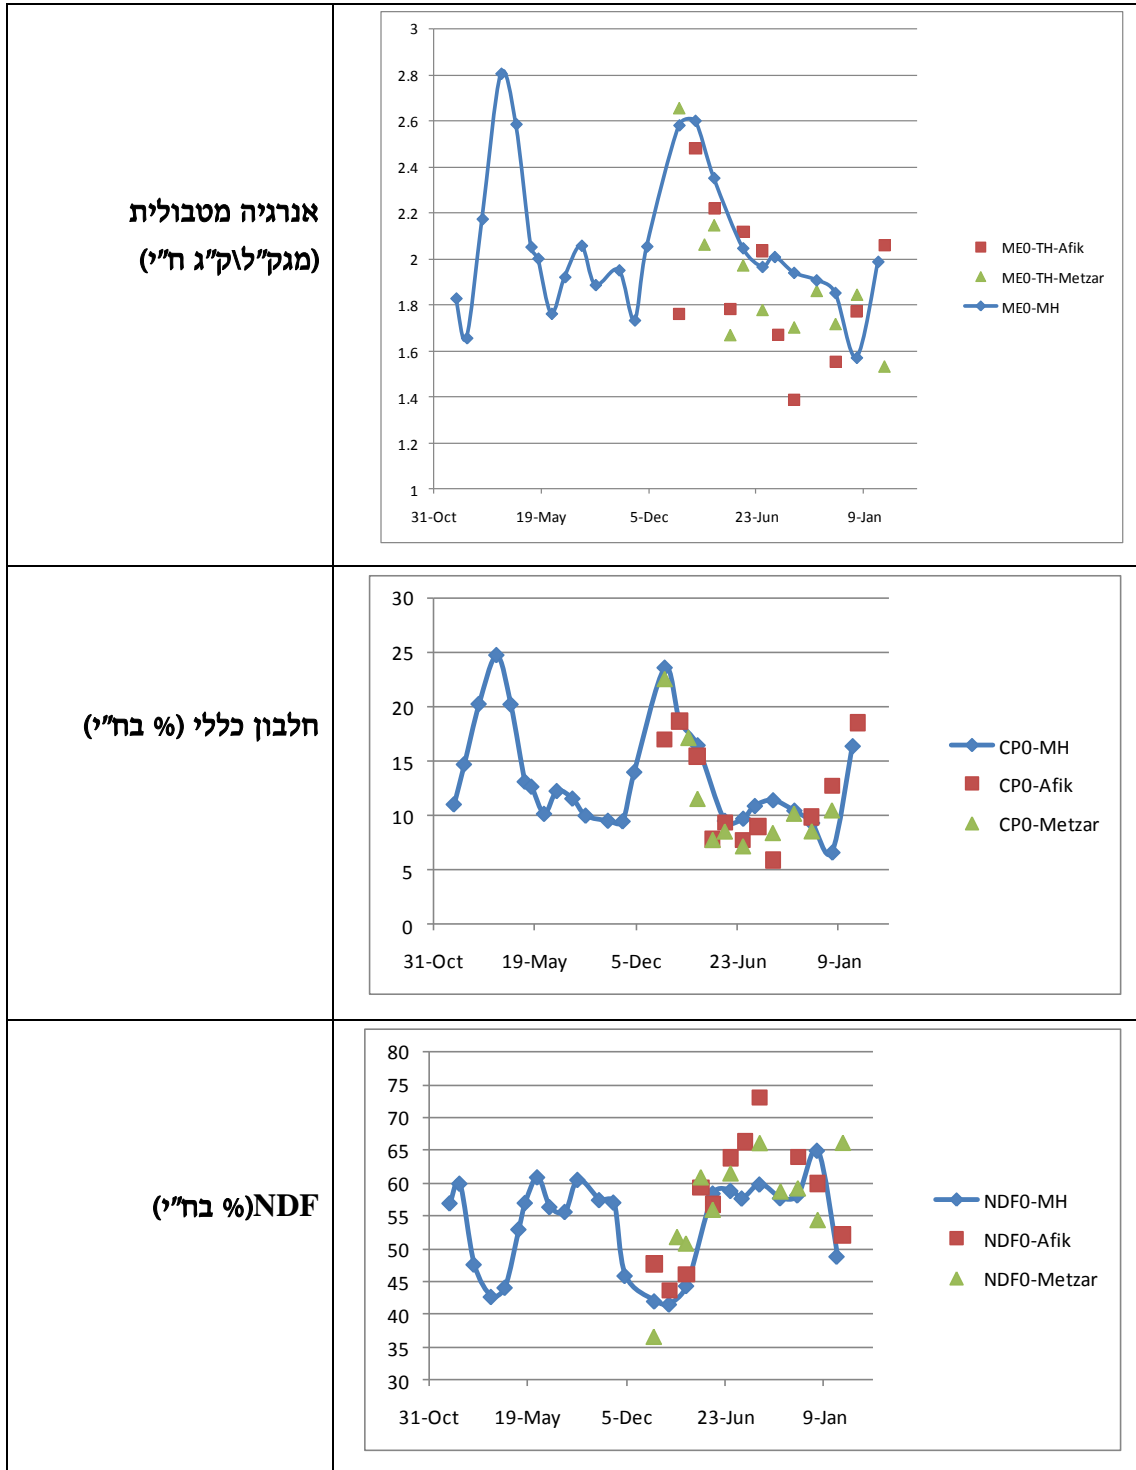 אנרגיה מטבולית
(מגק"ל\ק"ג ח"י)
3
2.8
2.6
2.4
2.2
2
1.8
1.6
1.4
1.2
1
31-Oct 19-May 5-Dec 23-Jun 9-Jan
ME0-TH-Afik
ME0-TH-Metzar
ME0-MH
חלבון כללי (% בח"י)
30
25
20
15
10
5
0
31-Oct 19-May 5-Dec 23-Jun 9-Jan
CP0-MH
CP0-Afik
CP0-Metzar
NDF(% בח"י)
80
75
70
65
60
55
50
45
40
35
30
31-Oct 19-May 5-Dec 23-Jun 9-Jan
NDF0-MH
NDF0-Afik
NDF0-Metzar